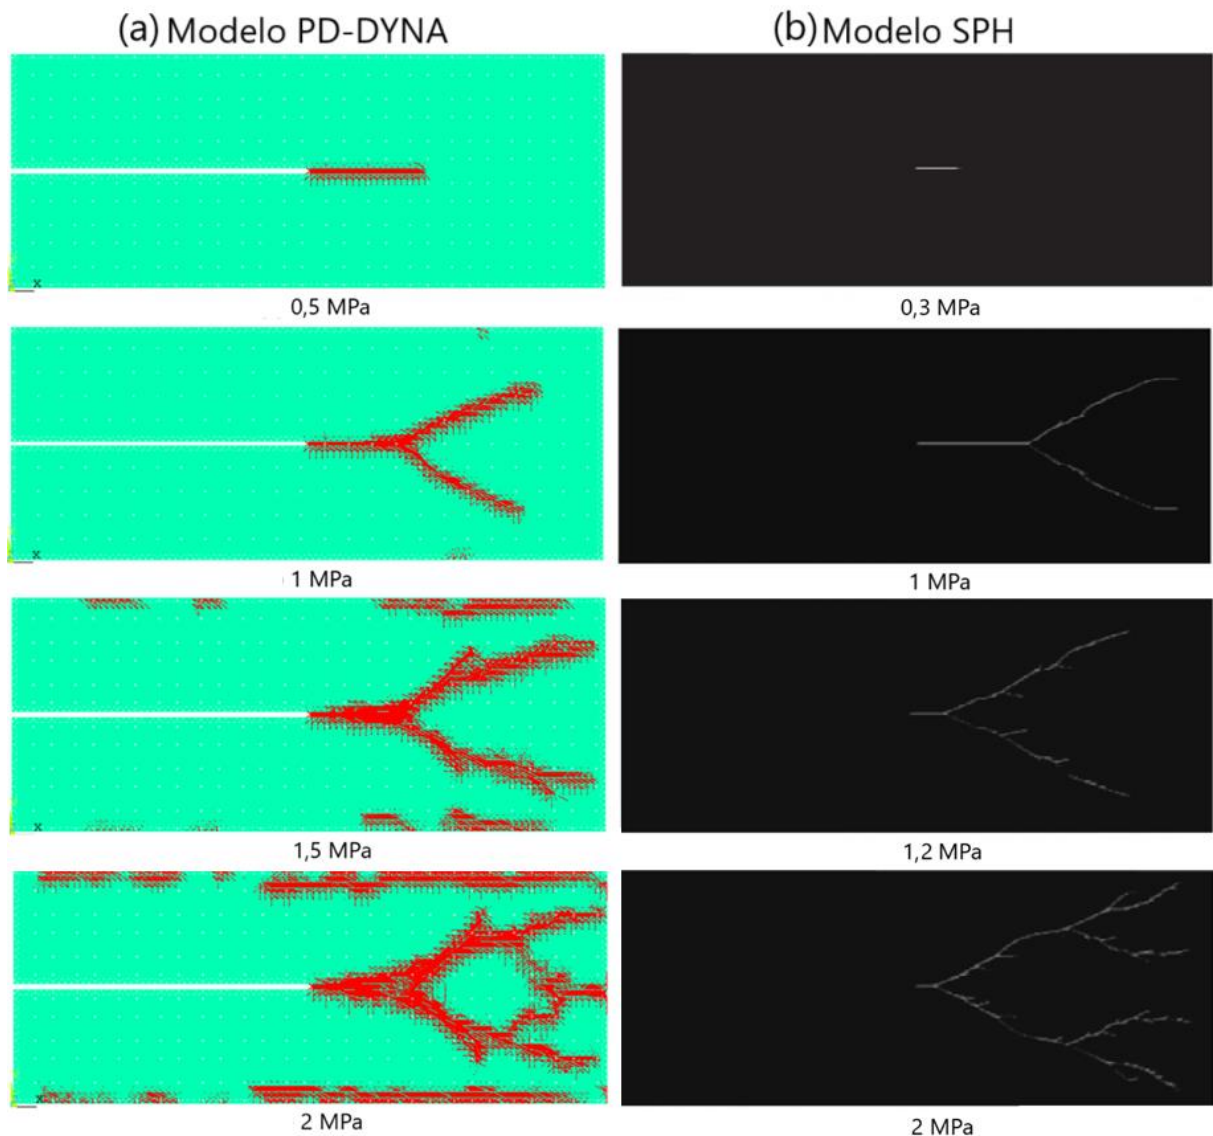 (a) Modelo PD-DYNA
(b) Modelo SPH
x
0,5 MPa
0,3 MPa
x
1 MPa
1 MPa
x
1,5 MPa
1,2 MPa
x
2 MPa
2 MPa